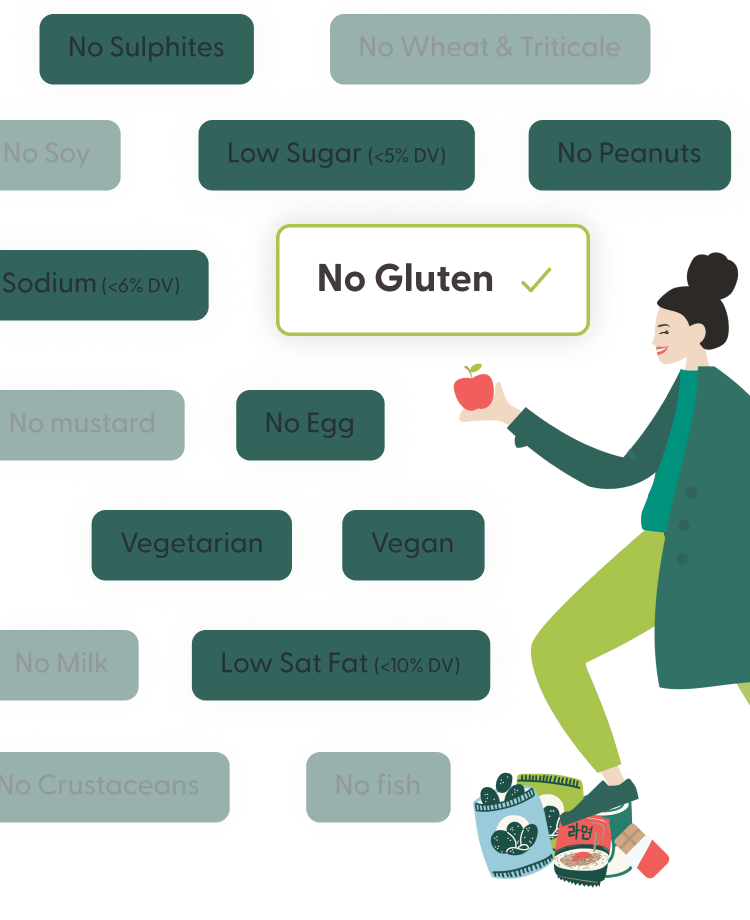 No Sulphites
No Wheat & Triticale
No Soy
Low Sugar (<5% DV)
No Peanuts
Sodium (<6% DV)
No Gluten
No mustard
No Egg
Vegetarian
Vegan
No Milk
Low Sat Fat (<10% DV)
No Crustaceans
No fish
라면